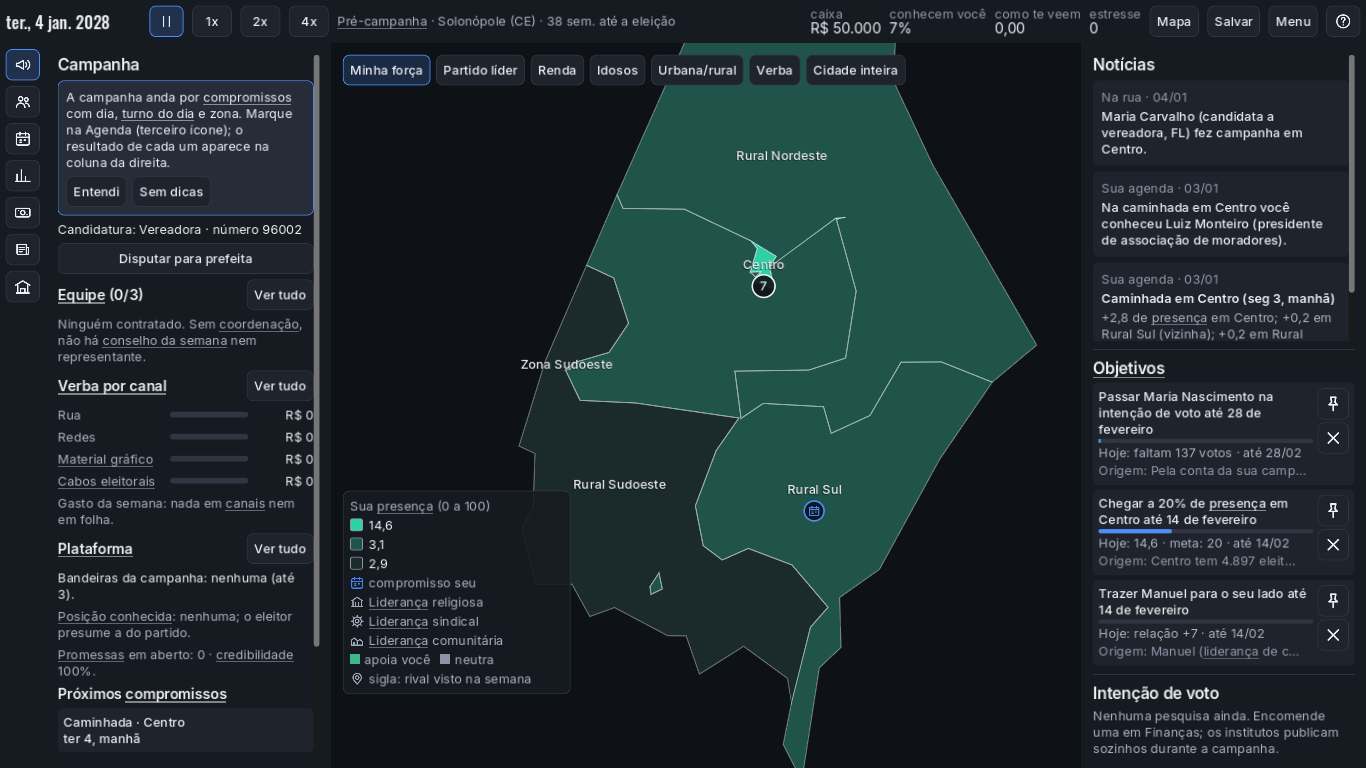 ter., 4 jan. 2028
1x
2x
4x
Pré-campanha · Solonópole (CE) · 38 sem. até a eleição
caixa
R$ 50.000
conhecem você
7%
como te veem
0,00
estresse
0
Mapa
Salvar
Menu
Campanha
A campanha anda por compromissos
com dia, turno do dia e zona. Marque
na Agenda (terceiro ícone); o
resultado de cada um aparece na
coluna da direita.
Entendi
Sem dicas
Candidatura: Vereadora · número 96002
Disputar para prefeita
Equipe (0/3)
Ver tudo
Ninguém contratado. Sem coordenação,
não há conselho da semana nem
representante.
Verba por canal
Ver tudo
Rua R$ 0
Redes R$ 0
Material gráfico R$ 0
Cabos eleitorais R$ 0
Gasto da semana: nada em canais nem
em folha.
Plataforma
Ver tudo
Bandeiras da campanha: nenhuma (até
3).
Posição conhecida: nenhuma; o eleitor
presume a do partido.
Promessas em aberto: 0 · credibilidade
100%.
Próximos compromissos
Caminhada · Centro
ter 4, manhã
Minha força
Partido líder
Renda
Idosos
Urbana/rural
Verba
Cidade inteira
Rural Nordeste
Centro
7
Zona Sudoeste
Rural Sudoeste
Rural Sul
Sua presença (0 a 100)
14,6
3,1
2,9
compromisso seu
Liderança religiosa
Liderança sindical
Liderança comunitária
apoia você
neutra
sigla: rival visto na semana
Notícias
Na rua · 04/01
Maria Carvalho (candidata a
vereadora, FL) fez campanha em
Centro.
Sua agenda · 03/01
Na caminhada em Centro você
conheceu Luiz Monteiro (presidente
de associação de moradores).
Sua agenda · 03/01
Caminhada em Centro (seg 3, manhã)
+2,8 de presença em Centro; +0,2 em
Rural Sul (vizinha); +0,2 em Rural
Objetivos
Passar Maria Nascimento na
intenção de voto até 28 de
fevereiro
Hoje: faltam 137 votos · até 28/02
Origem: Pela conta da sua camp...
Chegar a 20% de presença em
Centro até 14 de fevereiro
Hoje: 14,6 · meta: 20 · até 14/02
Origem: Centro tem 4.897 eleit...
Trazer Manuel para o seu lado até
14 de fevereiro
Hoje: relação +7 · até 14/02
Origem: Manuel (liderança de c...
Intenção de voto
Nenhuma pesquisa ainda. Encomende
uma em Finanças; os institutos publicam
sozinhos durante a campanha.